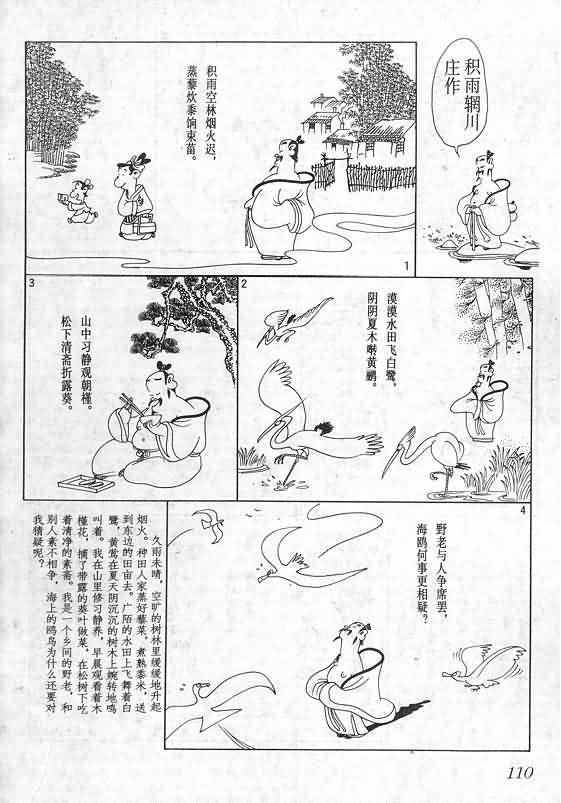 积雨辋川
庄作
积雨空林烟火迟，
蒸藜炊黍饷东菑。
1
漠漠水田飞白鹭，
阴阴夏木啭黄鹂。
2
山中习静观朝槿，
松下清斋折露葵。
3
野老与人争席罢，
海鸥何事更相疑？
4
久雨未晴，空旷的树林里缓缓地升起
烟火。种田人家蒸好藜菜，煮熟黍米，送
到东边的田亩去。广陌的水田上飞舞着白
鹭，黄莺在夏天阴沉沉的树木上婉转地鸣
叫着。我在山里修习静养，早晨观看着木
槿花，摘了带露的葵叶做菜，在松树下吃
着清净的素斋。我是一个乡间的野老，和
别人素不相争，海上的鸥鸟为什么还要对
我猜疑呢？
110